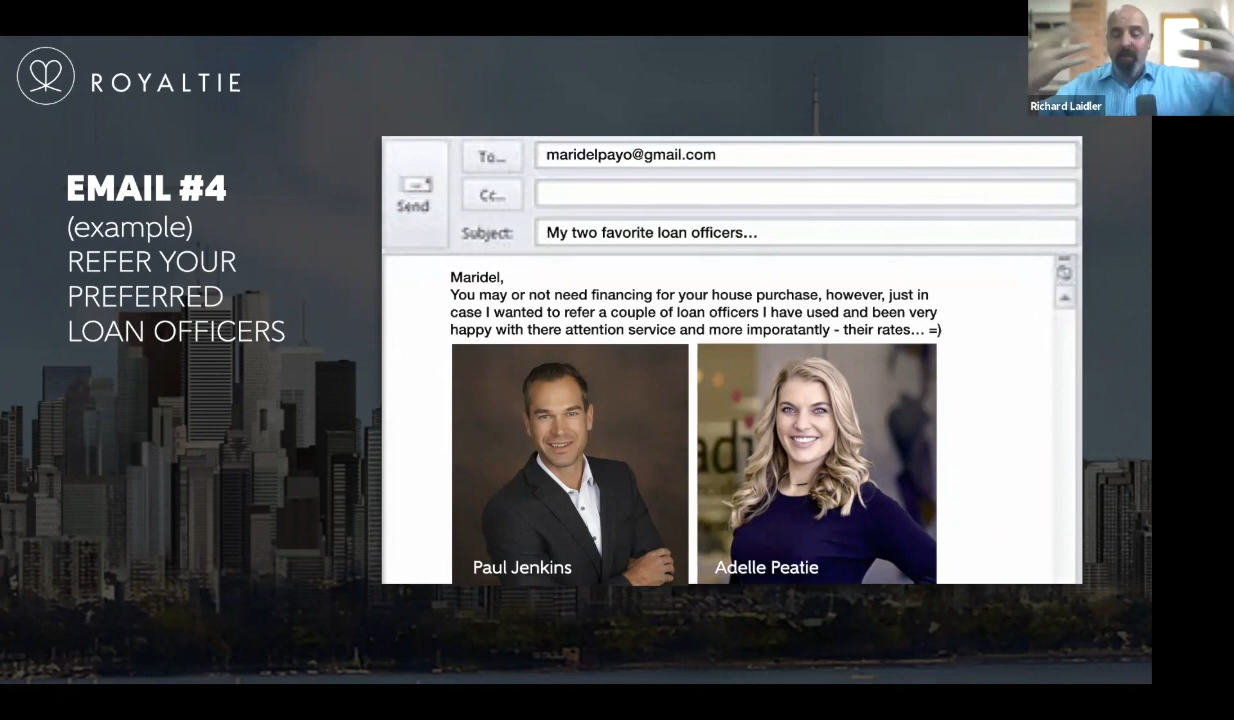 Richard Laidler
ROYALTIE
EMAIL #4
(example)
REFER YOUR
PREFERRED
LOAN OFFICERS
Send
To...
maridelpayo@gmail.com
Cc...
Subject:
My two favorite loan officers...
Maridel,
You may or not need financing for your house purchase, however, just in
case I wanted to refer a couple of loan officers I have used and been very
happy with there attention service and more imporatantly - their rates... =)
adi
Paul Jenkins
Adelle Peatie